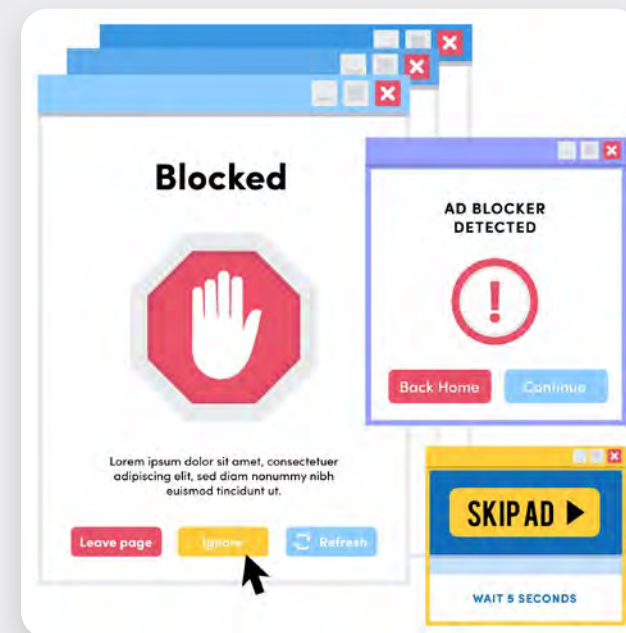 Blocked
Lorem ipsum dolor sit amet, consectetuer
adipiscing elit, sed diam nonummy nibh
euismod tincidunt ut.
Leave page
Ignore
Refresh
AD BLOCKER
DETECTED
!
Back Home
Continue
SKIP AD
WAIT 5 SECONDS